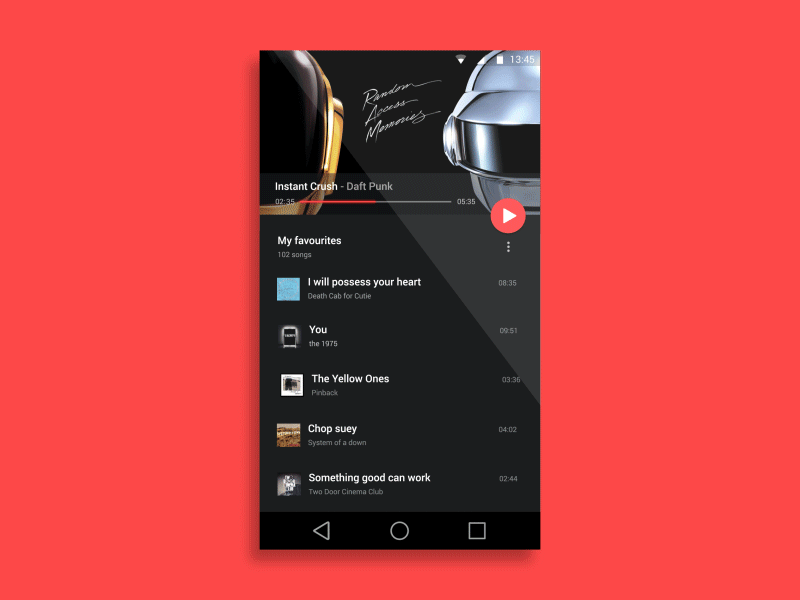 13:45
Random
Access
Memories
Instant Crush - Daft Punk
02:35 05:35
My favourites
102 songs
I will possess your heart 08:35
Death Cab for Cutie
You 09:51
the 1975
The Yellow Ones 03:36
Pinback
Chop suey 04:02
System of a down
Something good can work 02:44
Two Door Cinema Club